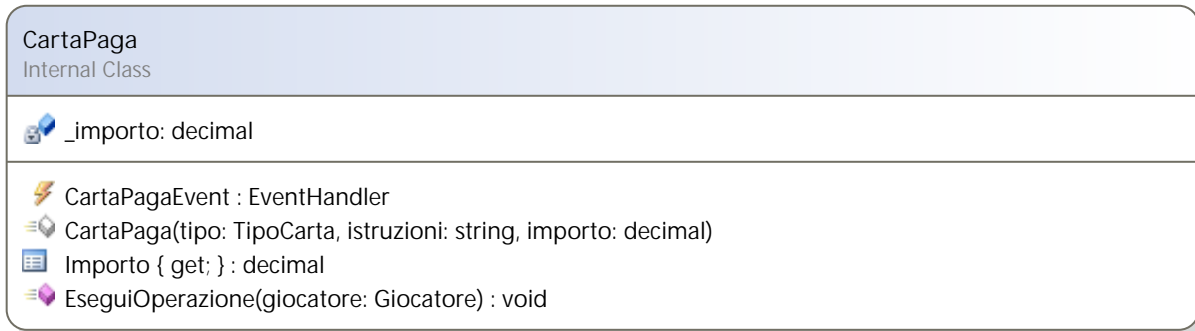 CartaPaga
Internal Class
_importo: decimal
CartaPagaEvent : EventHandler
CartaPaga(tipo: TipoCarta, istruzioni: string, importo: decimal)
Importo { get; } : decimal
EseguiOperazione(giocatore: Giocatore) : void